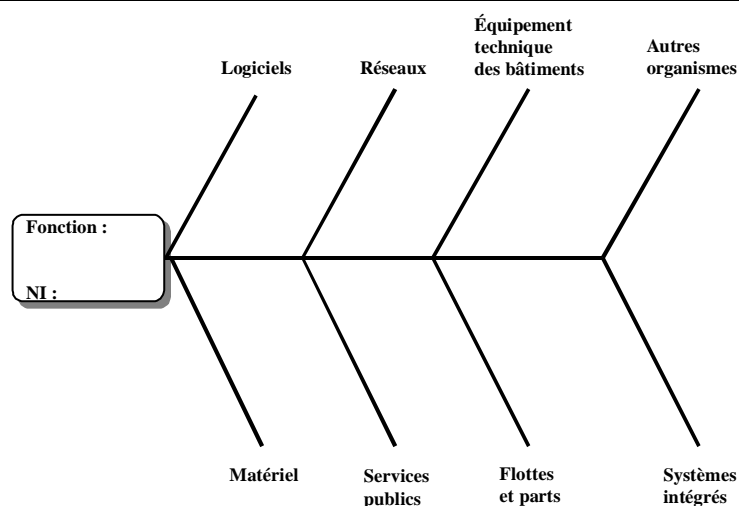 Logiciels
Réseaux
Équipement
technique
des bâtiments
Autres
organismes
Fonction :
NI :
Matériel
Services
publics
Flottes
et parts
Systèmes
intégrés